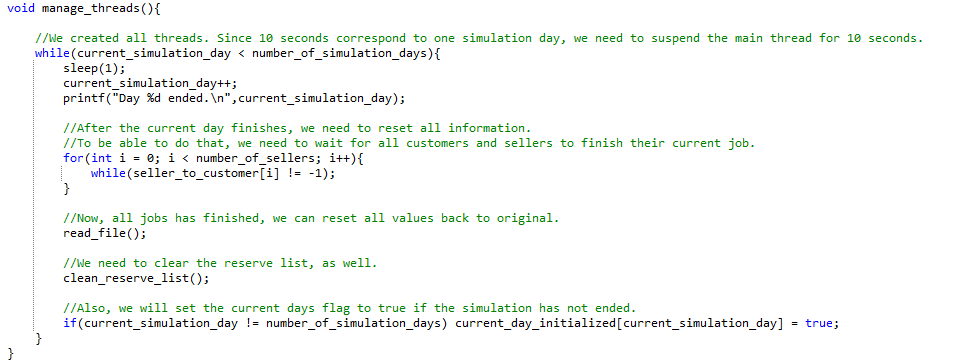 void manage_threads(){
//We created all threads. Since 10 seconds correspond to one simulation day, we need to suspend the main thread for 10 seconds.
while(current_simulation_day < number_of_simulation_days){
sleep(1);
current_simulation_day++;
printf("Day %d ended.\n",current_simulation_day);
//After the current day finishes, we need to reset all information.
//To be able to do that, we need to wait for all customers and sellers to finish their current job.
for(int i = 0; i < number_of_sellers; i++){
while(seller_to_customer[i] != -1);
}
//Now, all jobs has finished, we can reset all values back to original.
read_file();
//We need to clear the reserve list, as well.
clean_reserve_list();
//Also, we will set the current days flag to true if the simulation has not ended.
if(current_simulation_day != number_of_simulation_days) current_day_initialized[current_simulation_day] = true;
}
}